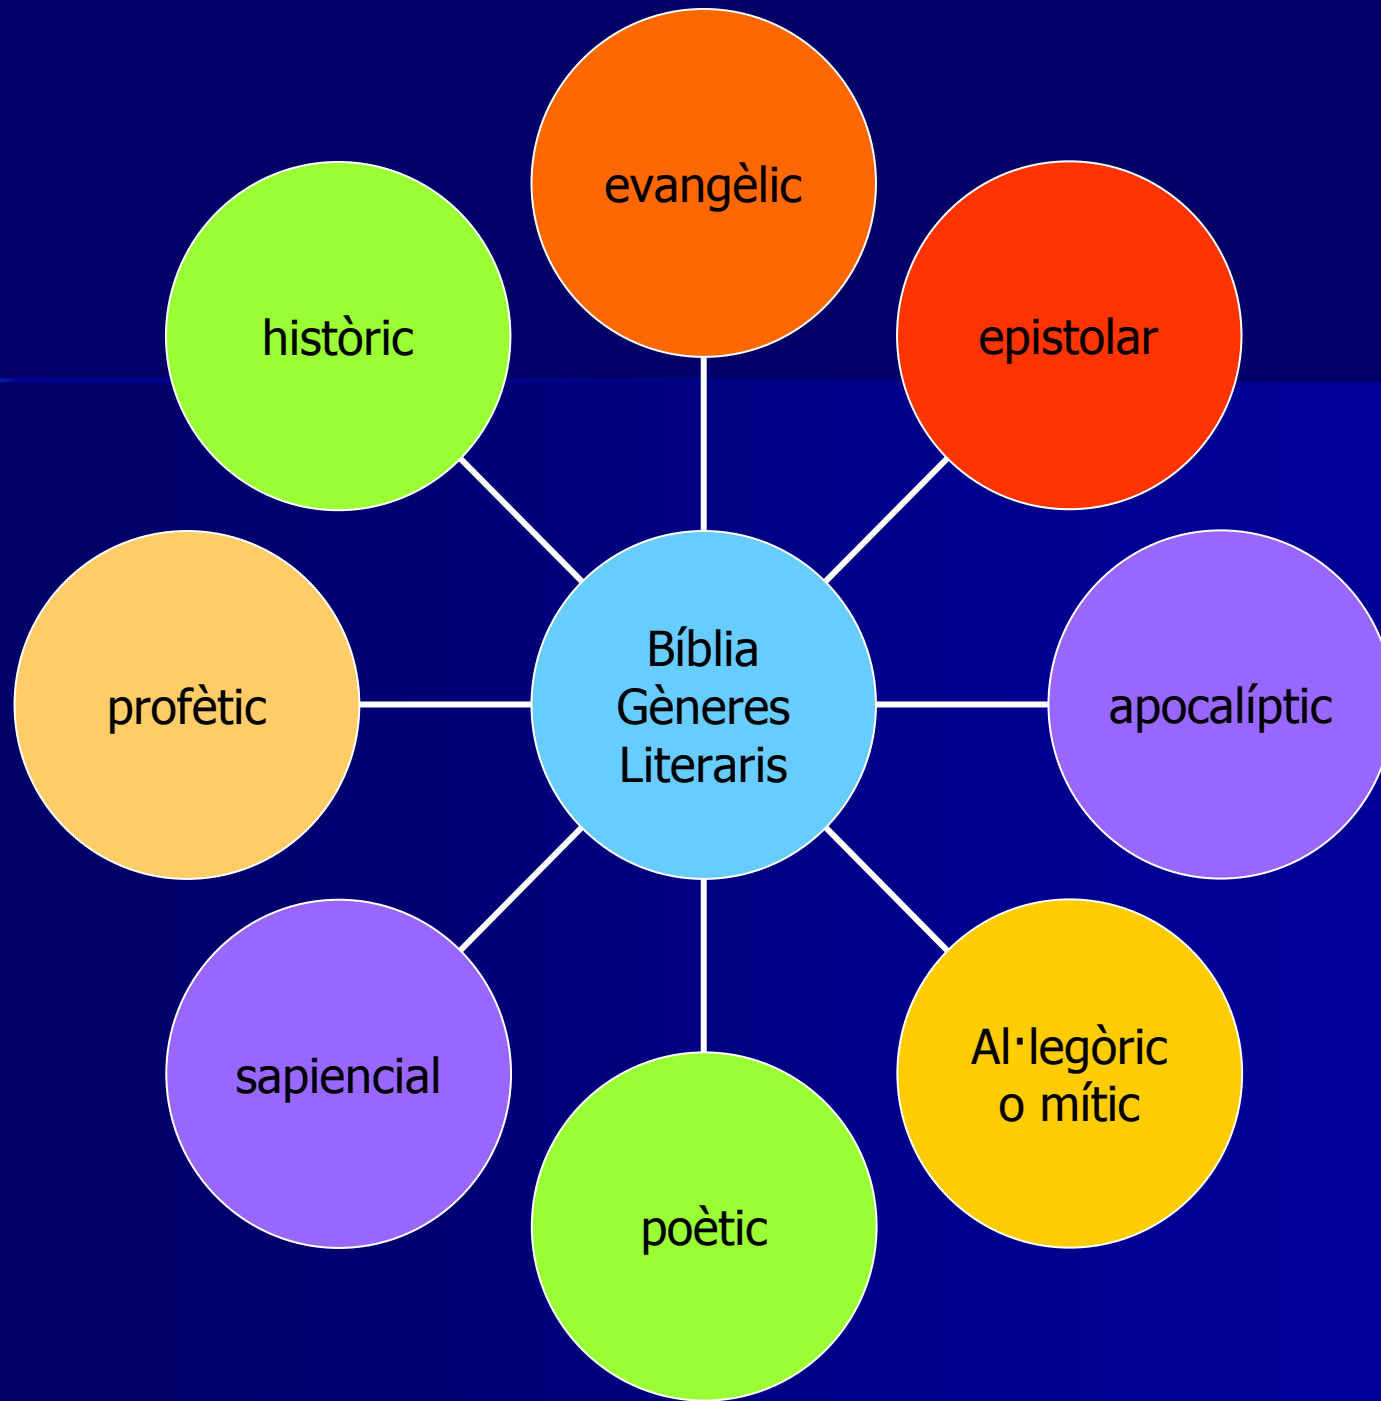 evangèlic
històric
epistolar
Bíblia
Gèneres
Literaris
profètic
apocalíptic
sapiencial
Al·legòric
o mític
poètic